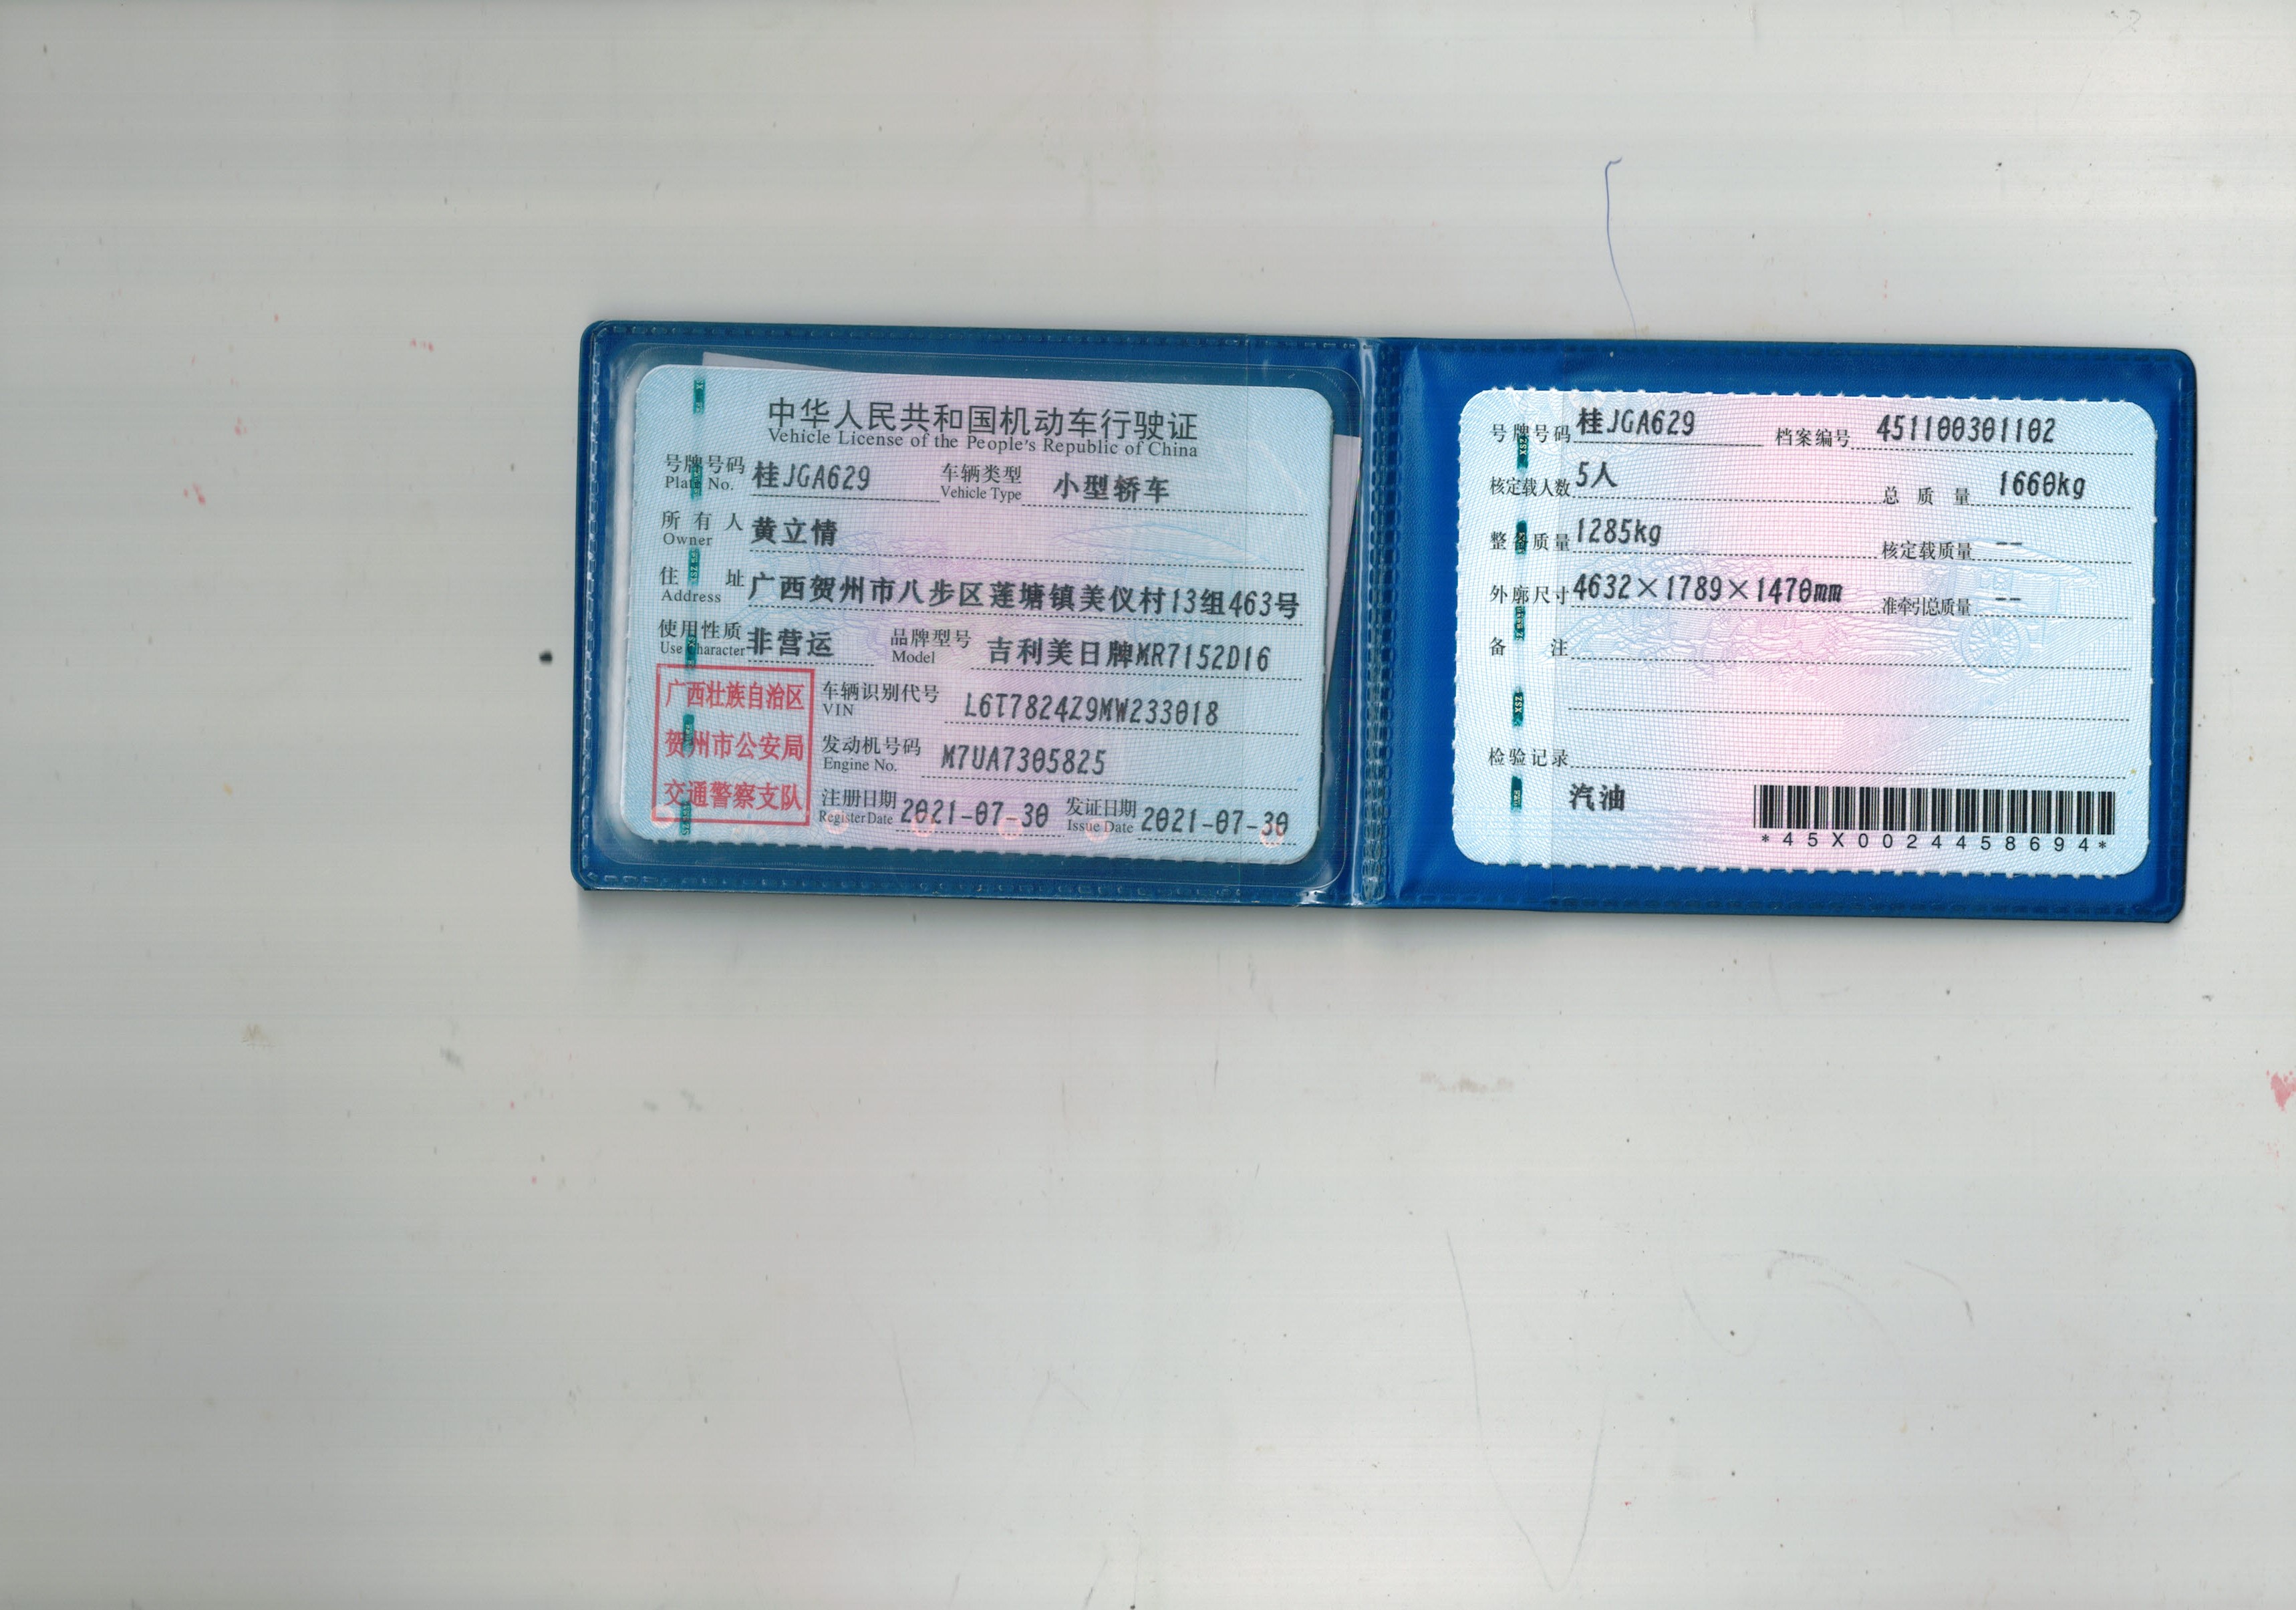 中华人民共和国机动车行驶证
Vehicle License of the People's Republic of China
号牌号码 桂JGA629 车辆类型 小型轿车
Plate No. Vehicle Type
所有人 黄立情
Owner
住址 广西贺州市八步区莲塘镇美仪村13组463号
Address
使用性质 非营运 品牌型号 吉利美日牌MR7152D16
Use Character Model
广西壮族自治区
贺州市公安局
交通警察支队
车辆识别代号 L6T7824Z9MW233018
VIN
发动机号码 M7UA7305825
Engine No.
注册日期 2021-07-30 发证日期 2021-07-30
Register Date Issue Date
号牌号码 桂JGA629 档案编号 451100301102
核定载人数 5人 总质量 1660kg
整备质量 1285kg 核定载质量 --
外廓尺寸 4632×1789×1470mm 准牵引总质量 --
备注
检验记录
汽油
*45X0024458694*